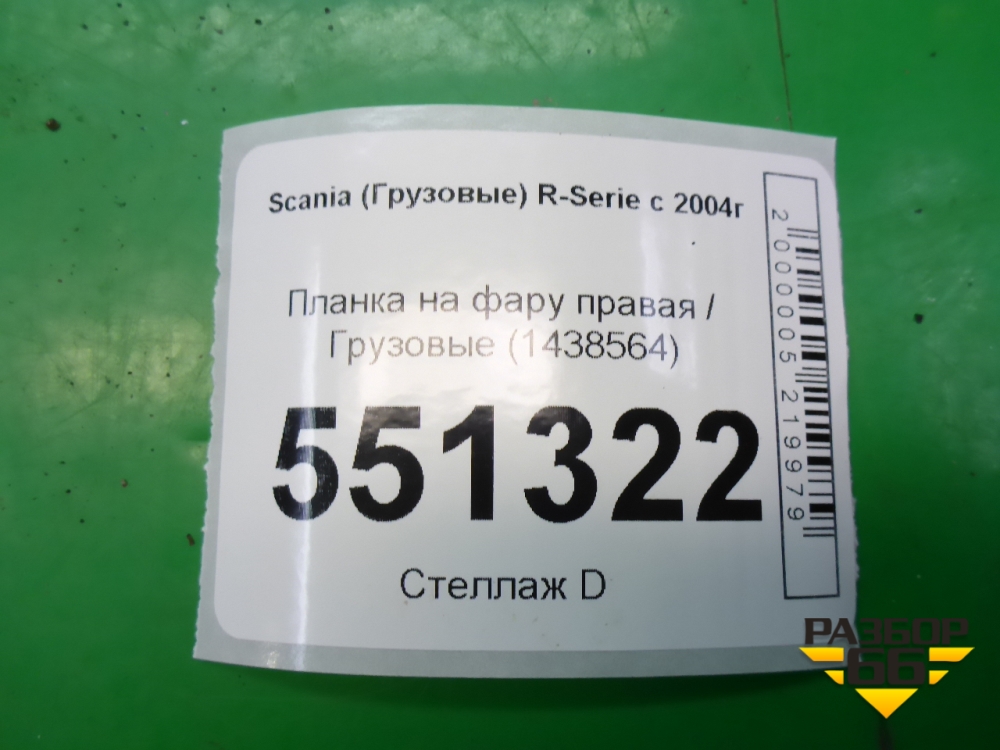 Scania (Грузовые) R-Serie с 2004г
Планка на фару правая /
Грузовые (1438564)
551322
Стеллаж D
2000005219979
РАЗБОР
66